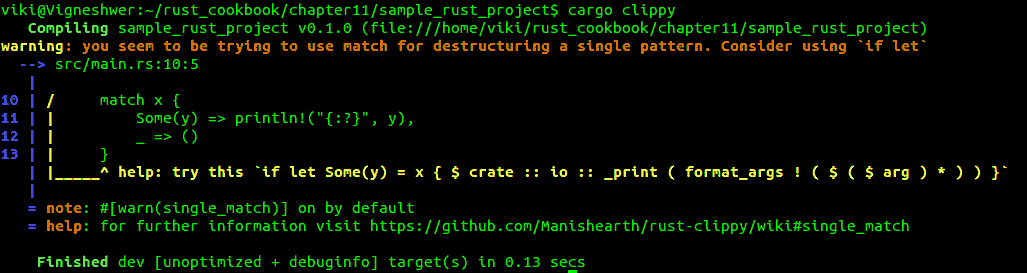 viki@Vigneshwer:~/rust_cookbook/chapter11/sample_rust_project$ cargo clippy
   Compiling sample_rust_project v0.1.0 (file:///home/viki/rust_cookbook/chapter11/sample_rust_project)
warning: you seem to be trying to use match for destructuring a single pattern. Consider using `if let`
  --> src/main.rs:10:5
   |
10 | /     match x {
11 | |         Some(y) => println!("{:?}", y),
12 | |         _ => ()
13 | |     }
   | |_____^ help: try this `if let Some(y) = x { $ crate :: io :: _print ( format_args ! ( $ ( $ arg ) * ) ) }`
   |
   = note: #[warn(single_match)] on by default
   = help: for further information visit https://github.com/Manishearth/rust-clippy/wiki#single_match
    Finished dev [unoptimized + debuginfo] target(s) in 0.13 secs